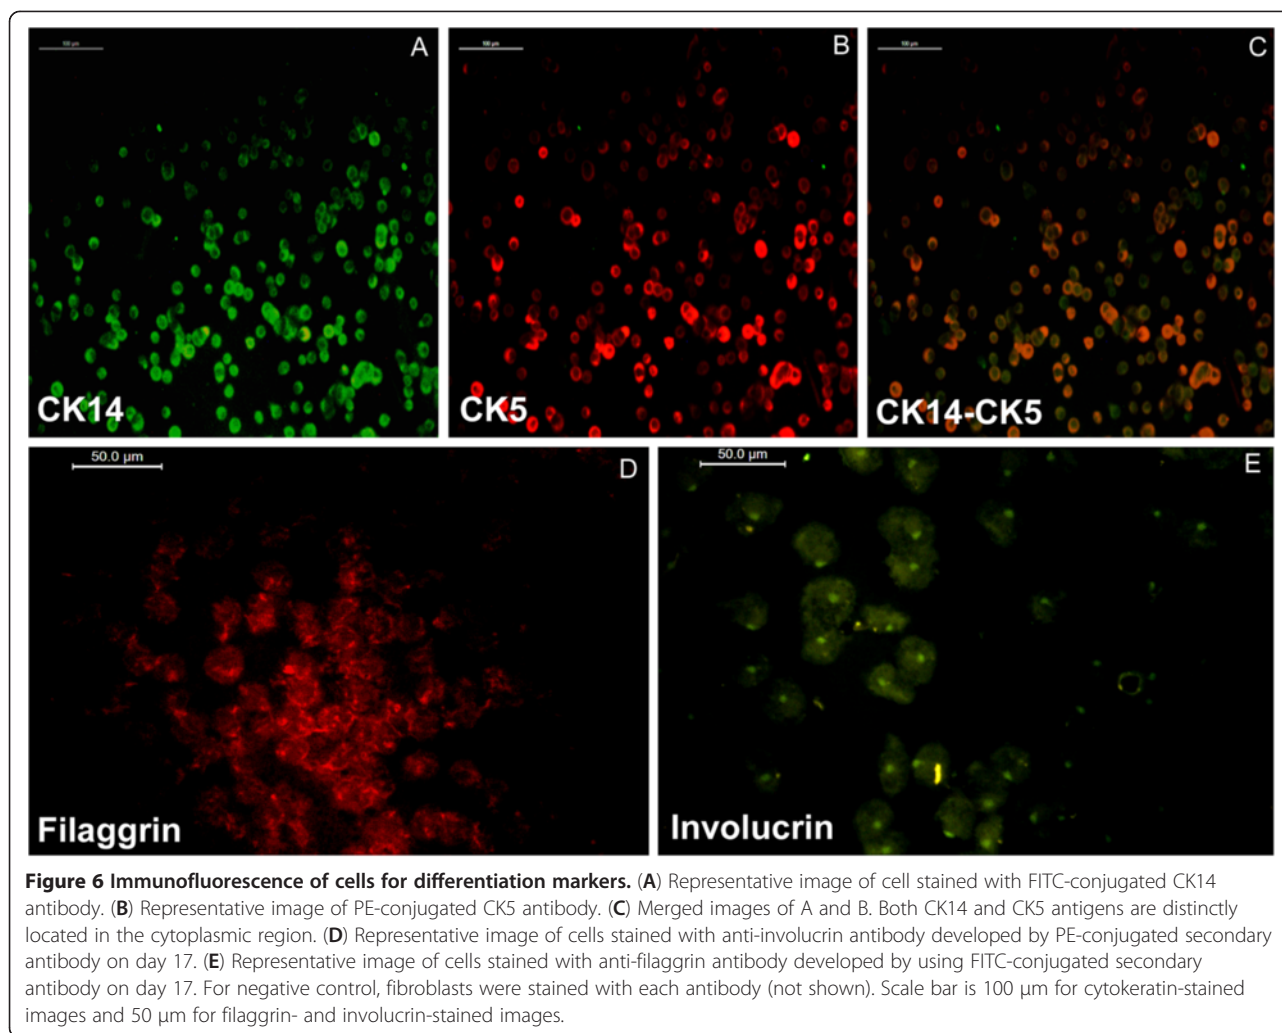 100 µm
A
100 µm
B
100 µm
C
CK14
CK5
CK14-CK5
50.0 µm
D
50.0 µm
E
Filaggrin
Involucrin
Figure 6 Immunofluorescence of cells for differentiation markers. (A) Representative image of cell stained with FITC-conjugated CK14
antibody. (B) Representative image of PE-conjugated CK5 antibody. (C) Merged images of A and B. Both CK14 and CK5 antigens are distinctly
located in the cytoplasmic region. (D) Representative image of cells stained with anti-involucrin antibody developed by PE-conjugated secondary
antibody on day 17. (E) Representative image of cells stained with anti-filaggrin antibody developed by using FITC-conjugated secondary
antibody on day 17. For negative control, fibroblasts were stained with each antibody (not shown). Scale bar is 100 µm for cytokeratin-stained
images and 50 µm for filaggrin- and involucrin-stained images.